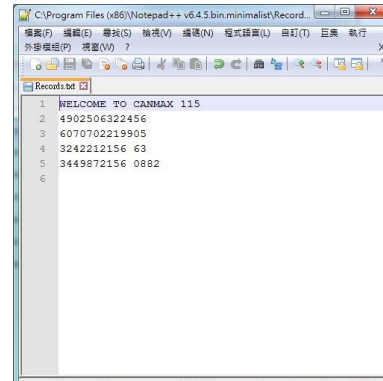 C:\Program Files (x86)\Notepad++ v6.4.5.bin.minimalist\Record...
檔案(F) 編輯(E) 尋找(S) 檢視(V) 編碼(N) 程式語言(L) 自訂(T) 巨集 執行
外掛模組(P) 視窗(W) ? X
Records.txt
1 WELCOME TO CANMAX 115
2 4902506322456
3 6070702219905
4 3242212156 63
5 3449872156 0882
6